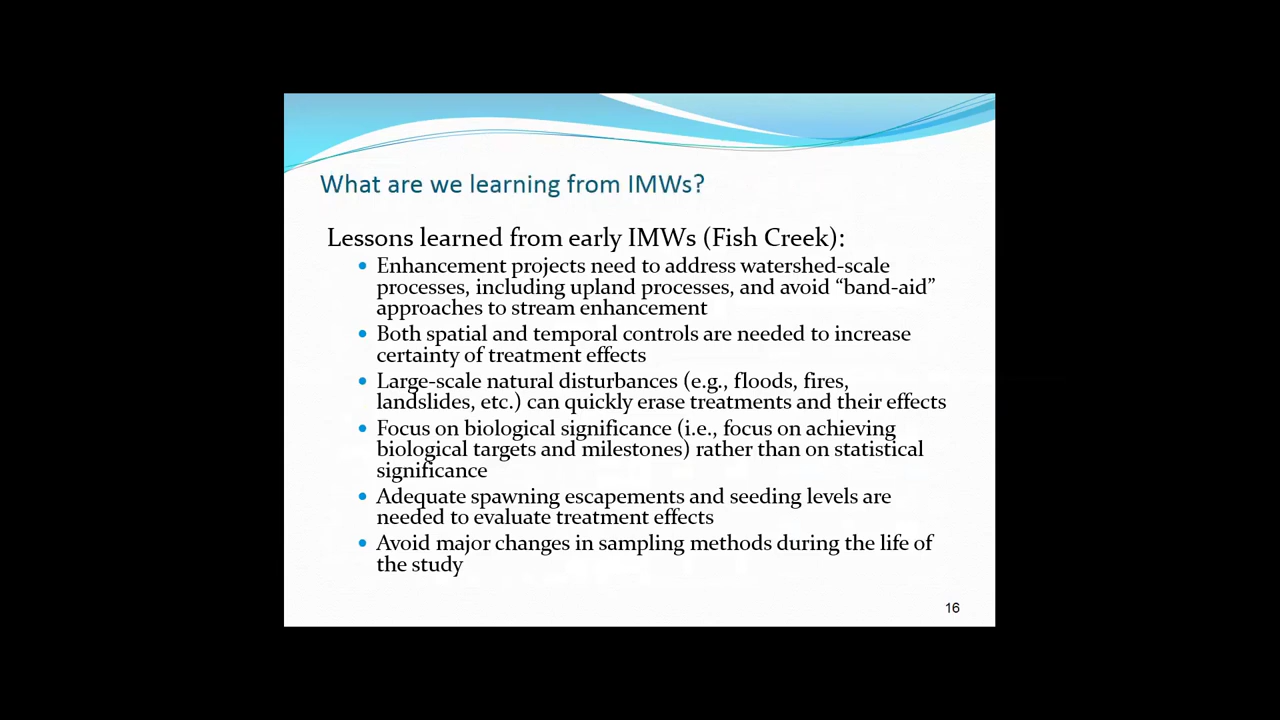 What are we learning from IMWs?
Lessons learned from early IMWs (Fish Creek):
• Enhancement projects need to address watershed-scale
processes, including upland processes, and avoid “band-aid”
approaches to stream enhancement
• Both spatial and temporal controls are needed to increase
certainty of treatment effects
• Large-scale natural disturbances (e.g., floods, fires,
landslides, etc.) can quickly erase treatments and their effects
• Focus on biological significance (i.e., focus on achieving
biological targets and milestones) rather than on statistical
significance
• Adequate spawning escapements and seeding levels are
needed to evaluate treatment effects
• Avoid major changes in sampling methods during the life of
the study
16